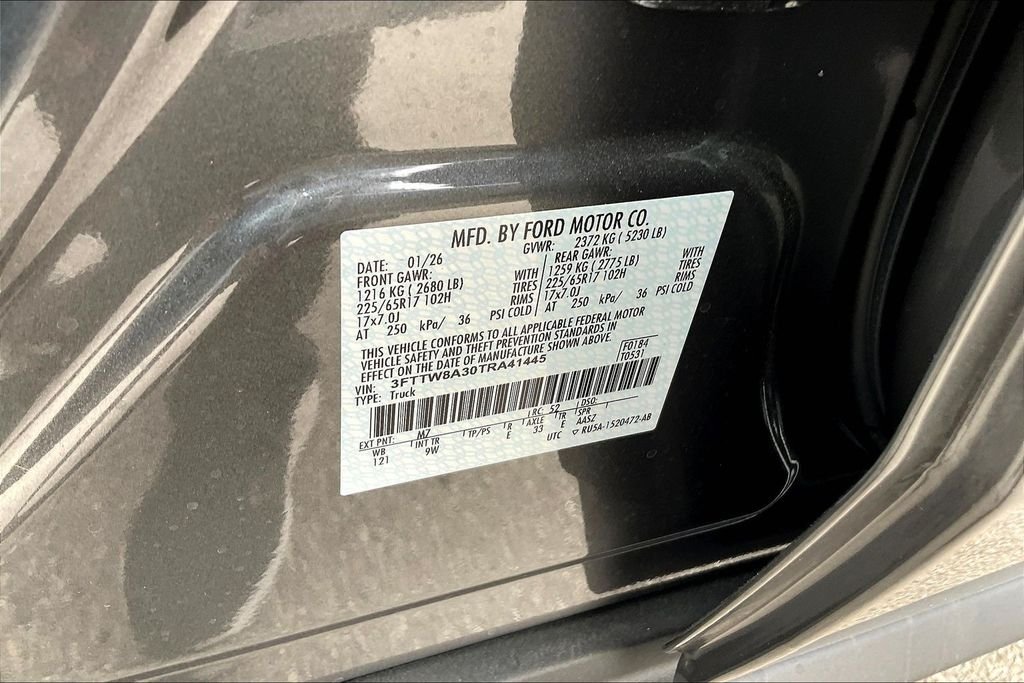 MFD. BY FORD MOTOR CO.
DATE: 01/26 GVWR: 2372 KG ( 5230 LB)
FRONT GAWR: REAR GAWR:
1216 KG ( 2680 LB) WITH 1259 KG ( 2775 LB) WITH
225/65R17 102H TIRES 225/65R17 102H TIRES
17x7.0J RIMS 17x7.0J RIMS
AT 250 kPa/ 36 PSI COLD AT 250 kPa/ 36 PSI COLD
THIS VEHICLE CONFORMS TO ALL APPLICABLE FEDERAL MOTOR
VEHICLE SAFETY AND THEFT PREVENTION STANDARDS IN
EFFECT ON THE DATE OF MANUFACTURE SHOWN ABOVE.
VIN: 3FTTW8A30TRA41445 F0184
TYPE: Truck T0531
EXT PNT: M7 RC: 52 DSO:
WB INT TR TP/PS R AXLE TR SPR
121 9W E 33 E AASZ
UTC ▽ RU5A-1520472-AB